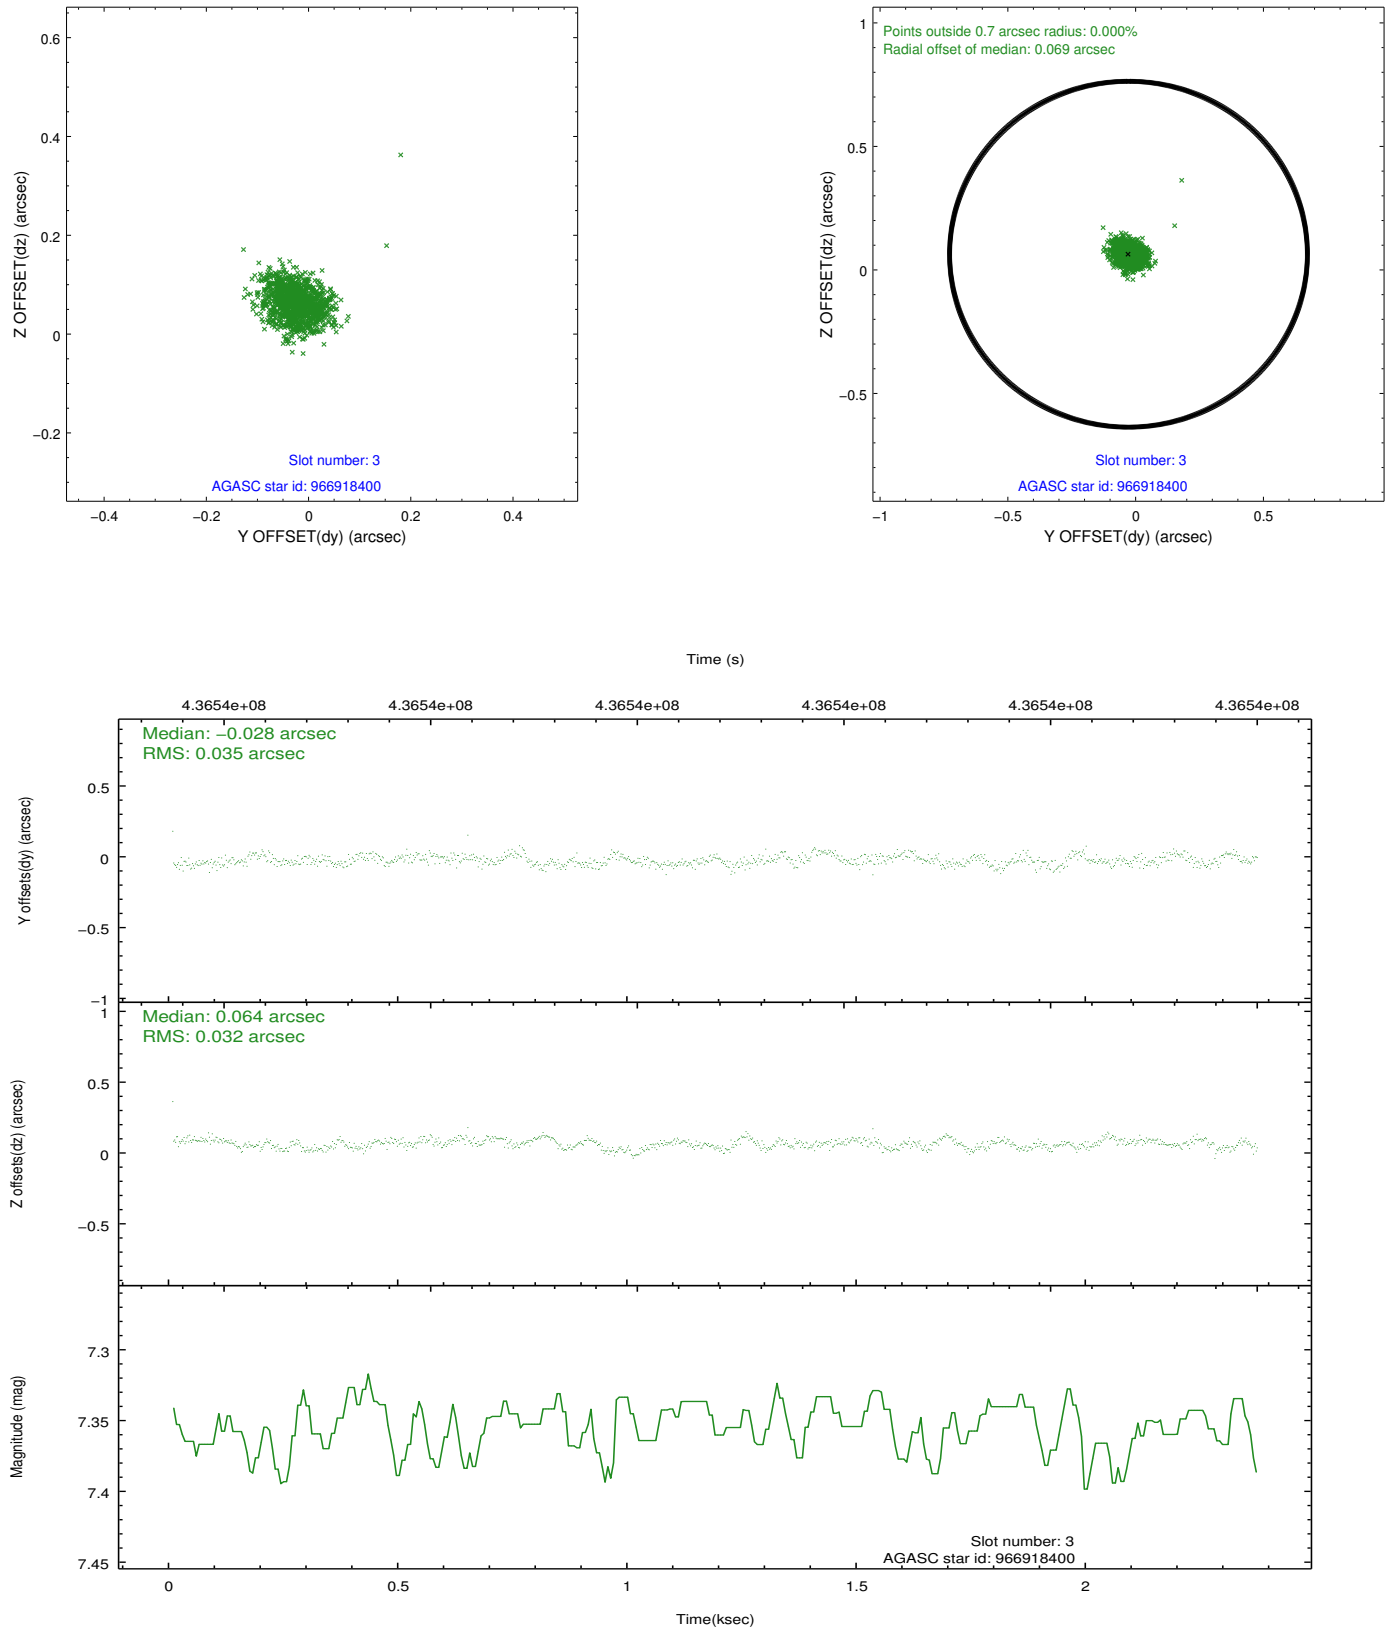 0.6
0.4
0.2
0
−0.2
Z OFFSET(dz) (arcsec)
Slot number: 3
AGASC star id: 966918400
−0.4 −0.2 0 0.2 0.4
Y OFFSET(dy) (arcsec)
Points outside 0.7 arcsec radius: 0.000%
Radial offset of median: 0.069 arcsec
1
0.5
0
−0.5
Z OFFSET(dz) (arcsec)
Slot number: 3
AGASC star id: 966918400
−1 −0.5 0 0.5
Y OFFSET(dy) (arcsec)
Time (s)
4.3654e+08 4.3654e+08 4.3654e+08 4.3654e+08 4.3654e+08 4.3654e+08
Median: −0.028 arcsec
RMS: 0.035 arcsec
0.5
0
−0.5
−1
Y offsets(dy) (arcsec)
Median: 0.064 arcsec
RMS: 0.032 arcsec
1
0.5
0
−0.5
Z offsets(dz) (arcsec)
7.3
7.35
7.4
7.45
Magnitude (mag)
Slot number: 3
AGASC star id: 966918400
0 0.5 1 1.5 2
Time(ksec)